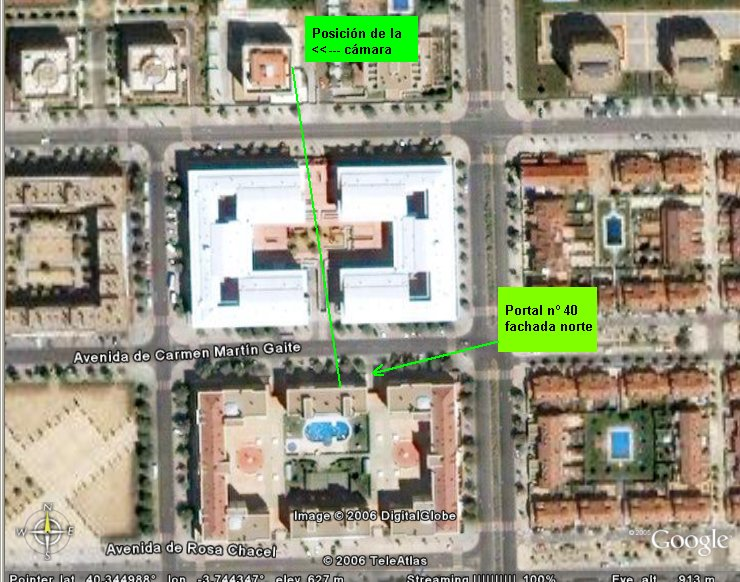 Posición de la
<<--- cámara
Portal nº 40
fachada norte
Avenida de Carmen Martín Gaite
N
E
S
Image © 2006 DigitalGlobe
Avenida de Rosa Chacel
© 2005 Google
© 2006 TeleAtlas
Pointer lat 40.344988° lon -3.744347° elev 627 m Streaming |||||||||| 100% Eye alt 913 m